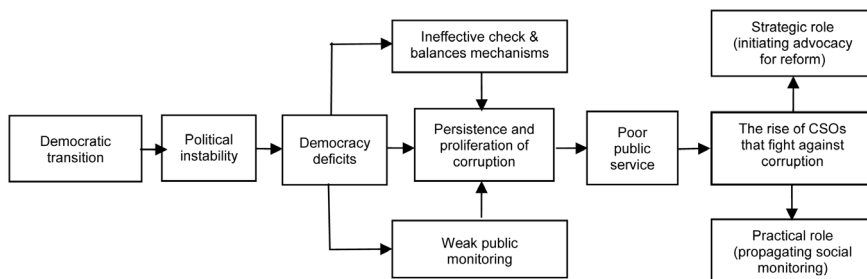 Ineffective check &
balances mechanisms
Strategic role
(initiating advocacy
for reform)
Democratic
transition
Political
instability
Democracy
deficits
Persistence and
proliferation of
corruption
Poor
public
service
The rise of CSOs
that fight against
corruption
Weak public
monitoring
Practical role
(propagating social
monitoring)